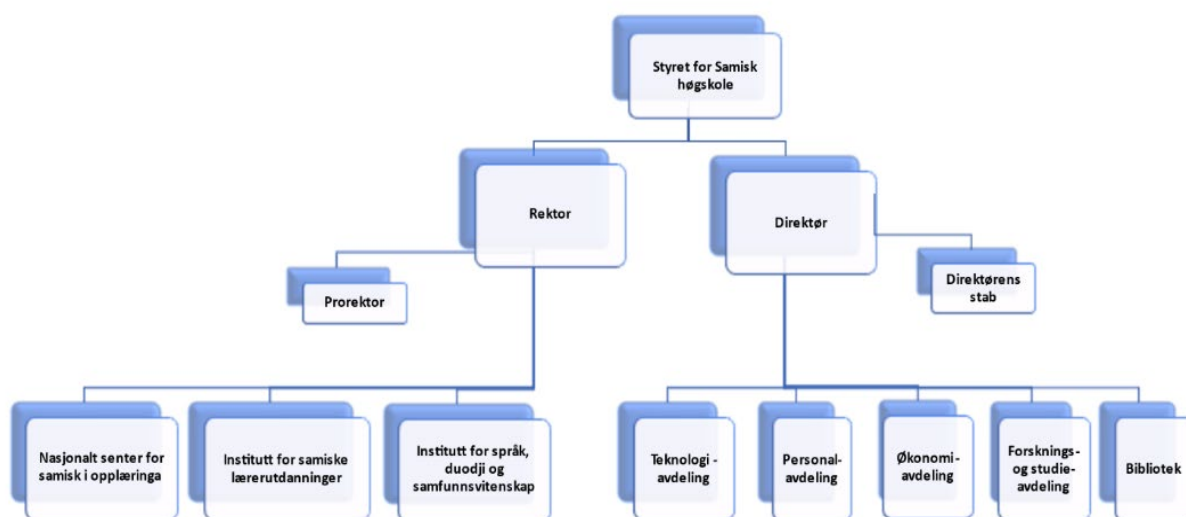 Styret for Samisk
høgskole
Rektor
Direktør
Prorektor
Direktørens
stab
Nasjonalt senter for
samisk i opplæringa
Institutt for samiske
lærerutdanninger
Institutt for språk,
duodji og
samfunnsvitenskap
Teknologi -
avdeling
Personal-
avdeling
Økonomi-
avdeling
Forsknings-
og studie-
avdeling
Bibliotek